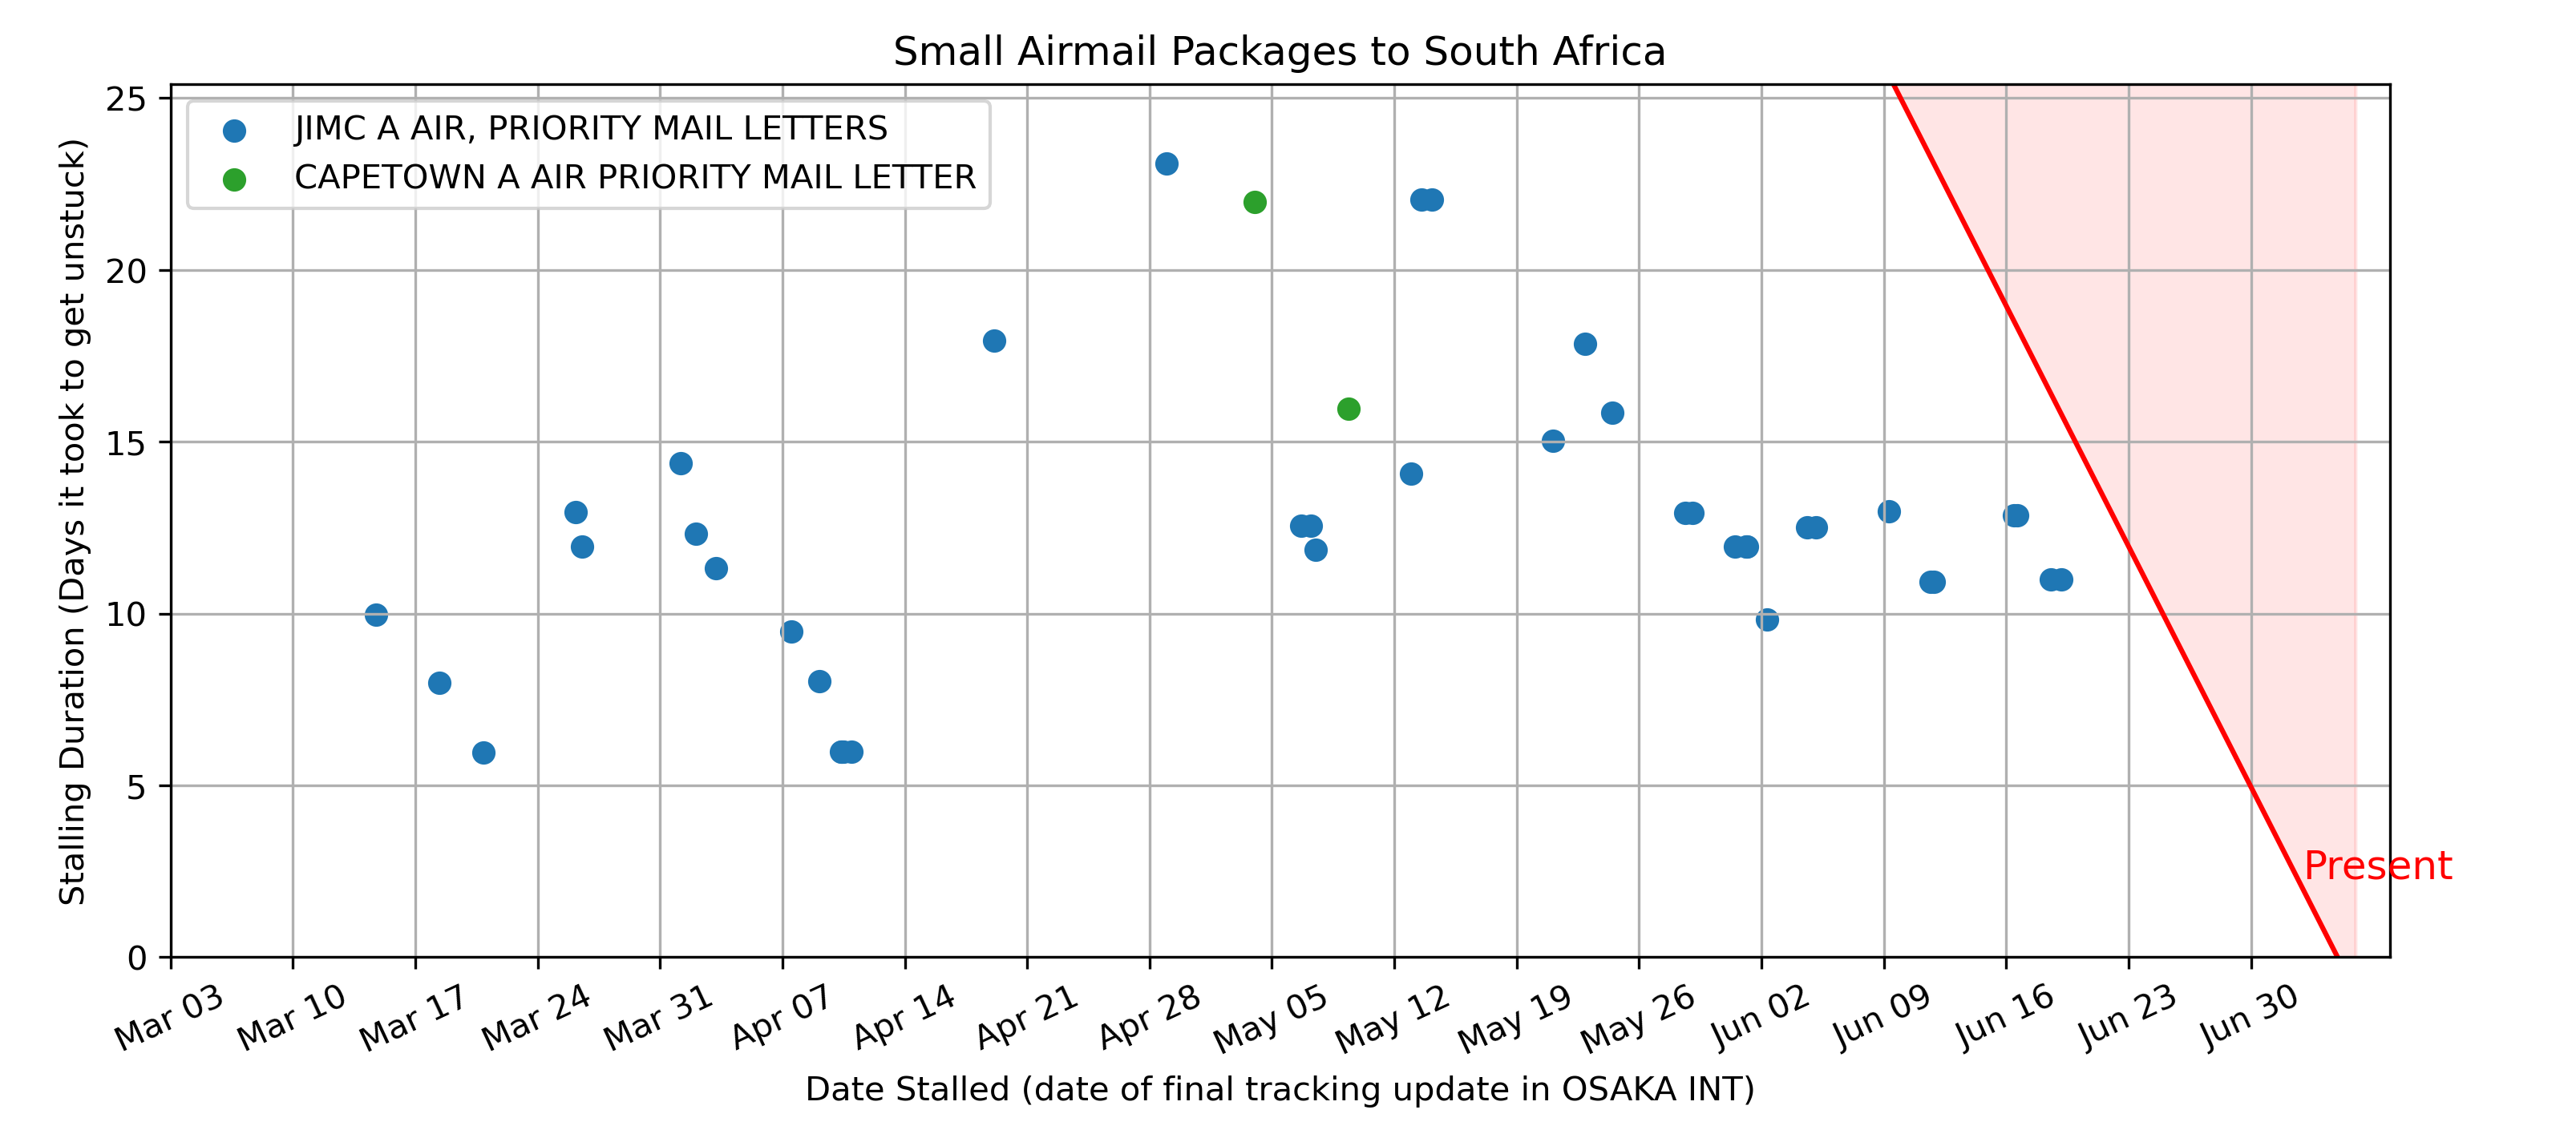 Small Airmail Packages to South Africa
JIMC A AIR, PRIORITY MAIL LETTERS
CAPETOWN A AIR PRIORITY MAIL LETTER
Stalling Duration (Days it took to get unstuck)
25
20
15
10
5
0
Present
Mar 03
Mar 10
Mar 17
Mar 24
Mar 31
Apr 07
Apr 14
Apr 21
Apr 28
May 05
May 12
May 19
May 26
Jun 02
Jun 09
Jun 16
Jun 23
Jun 30
Date Stalled (date of final tracking update in OSAKA INT)